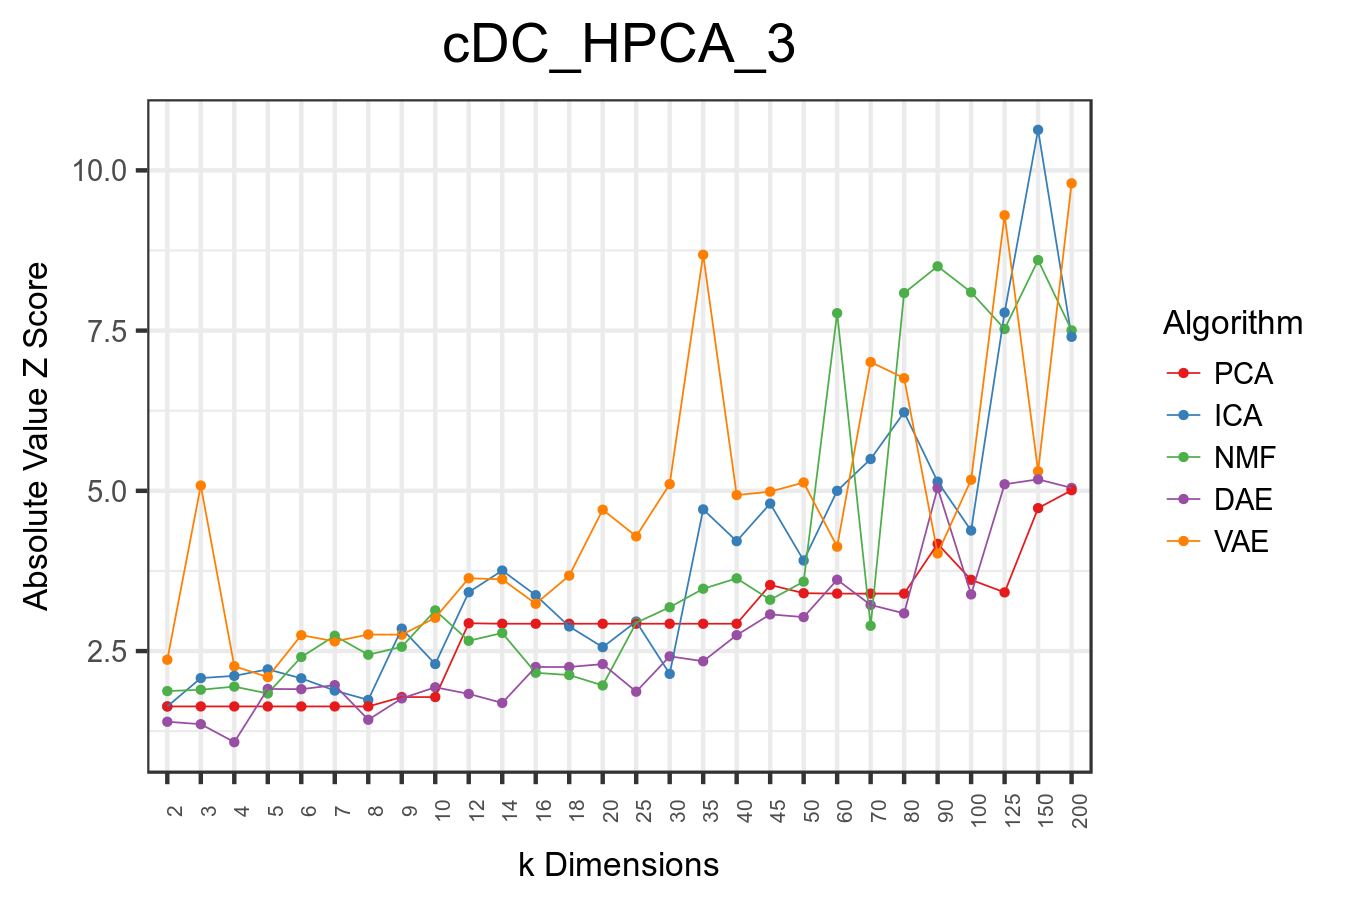 cDC_HPCA_3
Absolute Value Z Score
10.0
7.5
5.0
2.5
2 3 4 5 6 7 8 9 10 12 14 16 18 20 25 30 35 40 45 50 60 70 80 90 100 125 150 200
k Dimensions
Algorithm
PCA
ICA
NMF
DAE
VAE